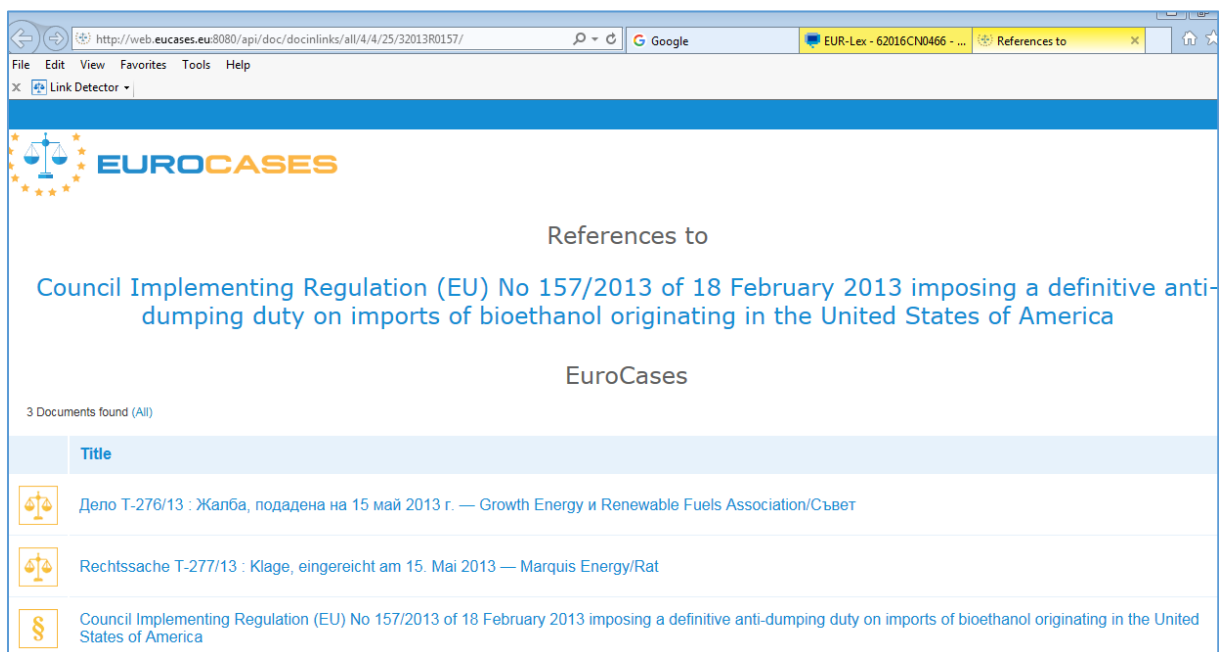 http://web.eucases.eu:8080/api/doc/docinlinks/all/4/4/25/32013R0157/
Google
EUR-Lex - 62016CN0466 - ...
References to
File Edit View Favorites Tools Help
x Link Detector
EUROCASES
References to
Council Implementing Regulation (EU) No 157/2013 of 18 February 2013 imposing a definitive anti-
dumping duty on imports of bioethanol originating in the United States of America
EuroCases
3 Documents found (All)
Title
Дело T-276/13 : Жалба, подадена на 15 май 2013 г. — Growth Energy и Renewable Fuels Association/Съвет
Rechtssache T-277/13 : Klage, eingereicht am 15. Mai 2013 — Marquis Energy/Rat
§ Council Implementing Regulation (EU) No 157/2013 of 18 February 2013 imposing a definitive anti-dumping duty on imports of bioethanol originating in the United
States of America